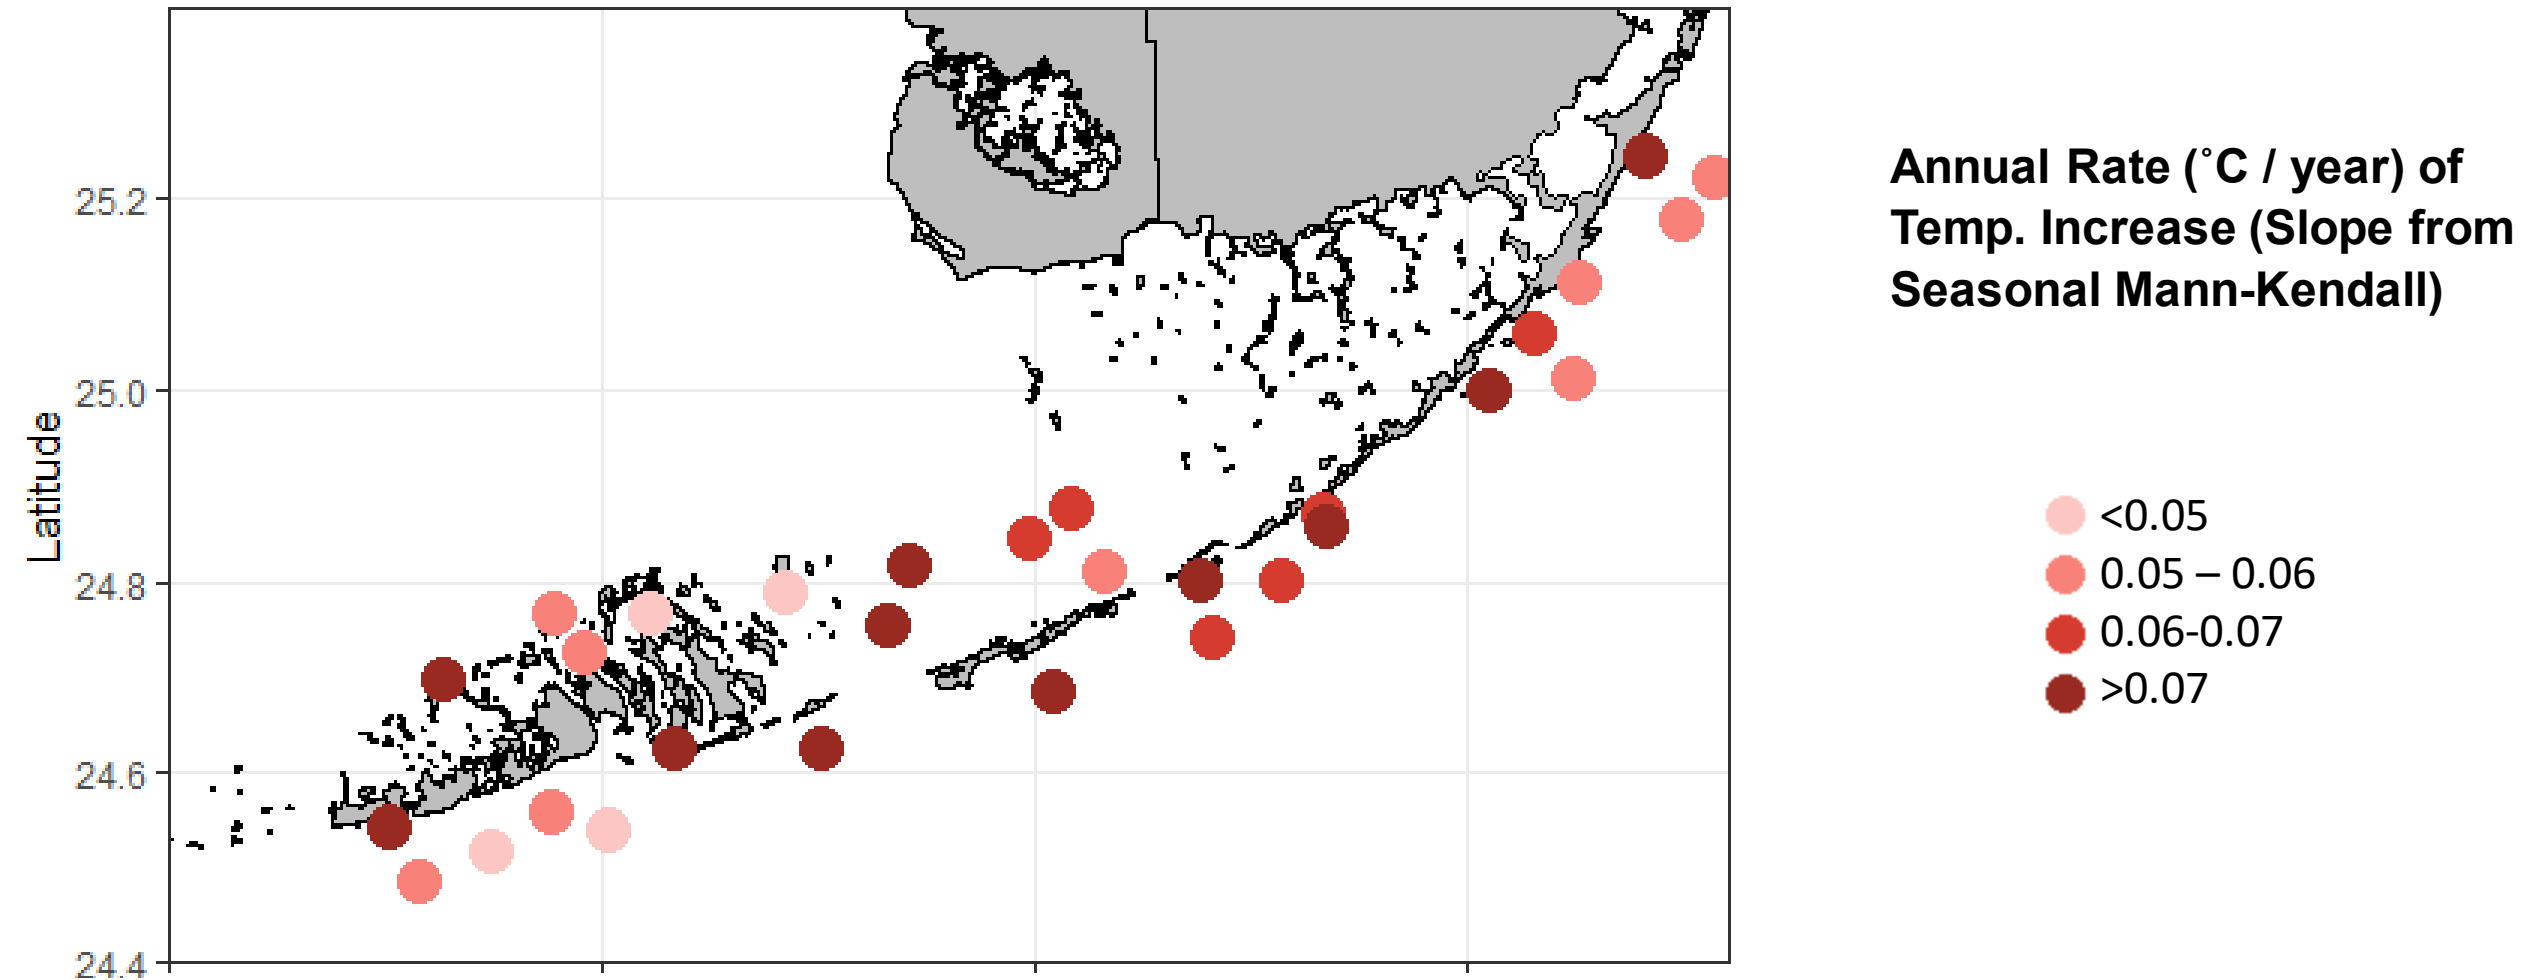 25.2
25.0
24.8
24.6
24.4
Latitude
Annual Rate (˚C / year) of
Temp. Increase (Slope from
Seasonal Mann-Kendall)
<0.05
0.05 – 0.06
0.06-0.07
>0.07